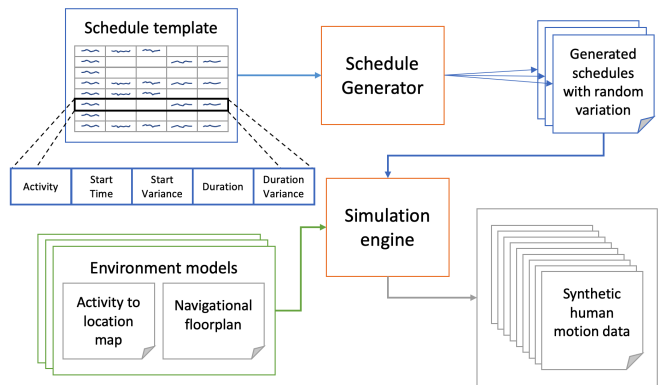 Schedule template
Schedule
Generator
Generated
schedules
with random
variation
Activity
Start
Time
Start
Variance
Duration
Duration
Variance
Simulation
engine
Environment models
Activity to
location
map
Navigational
floorplan
Synthetic
human
motion data